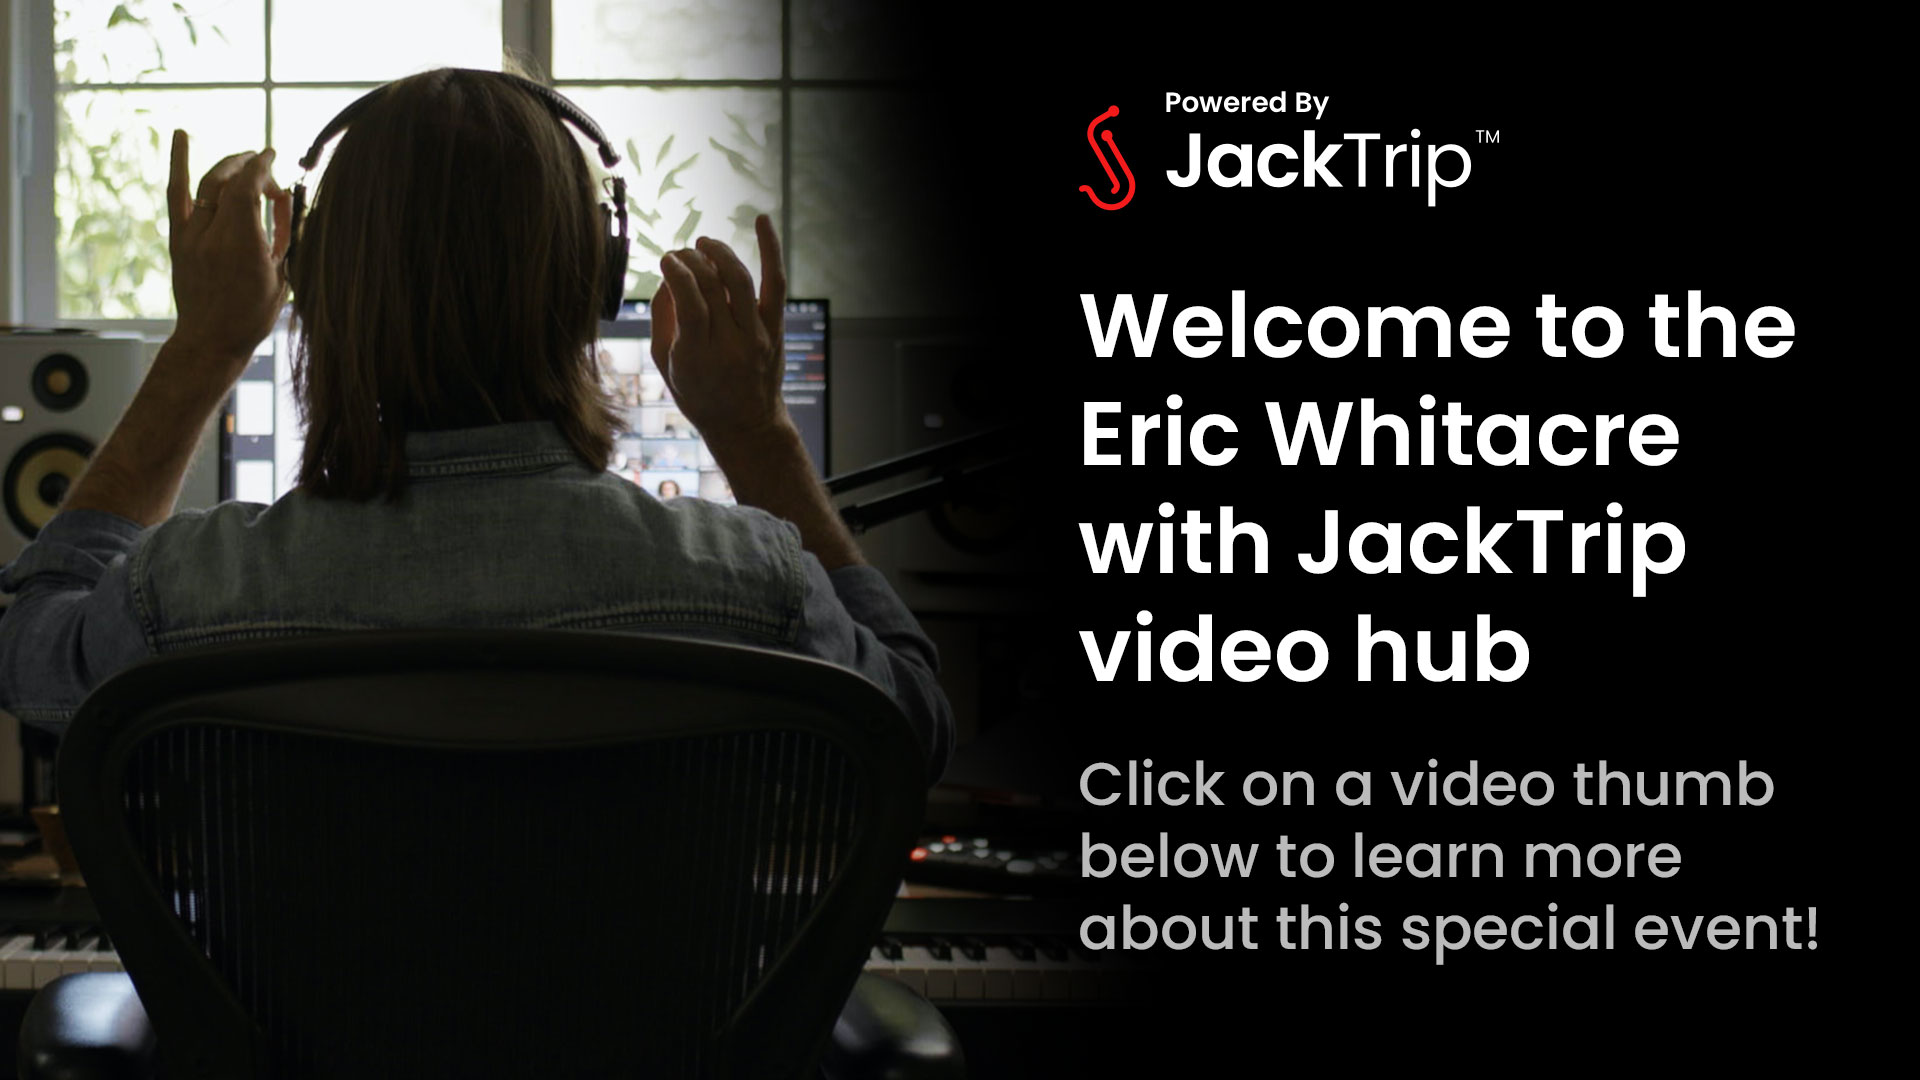 Powered By
JackTrip™
Welcome to the
Eric Whitacre
with JackTrip
video hub
Click on a video thumb
below to learn more
about this special event!